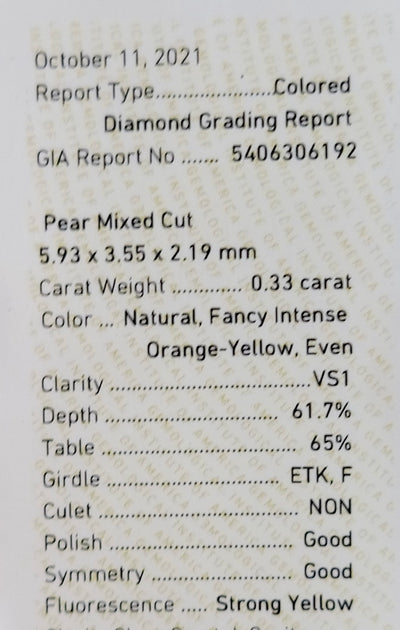 October 11, 2021
Report Type......................Colored
Diamond Grading Report
GIA Report No ....... 5406306192
Pear Mixed Cut
5.93 x 3.55 x 2.19 mm
Carat Weight ............. 0.33 carat
Color ... Natural, Fancy Intense
Orange-Yellow, Even
Clarity ....................................VS1
Depth ................................... 61.7%
Table .................................... 65%
Girdle ................................ ETK, F
Culet .................................... NON
Polish ................................. Good
Symmetry .......................... Good
Fluorescence ..... Strong Yellow